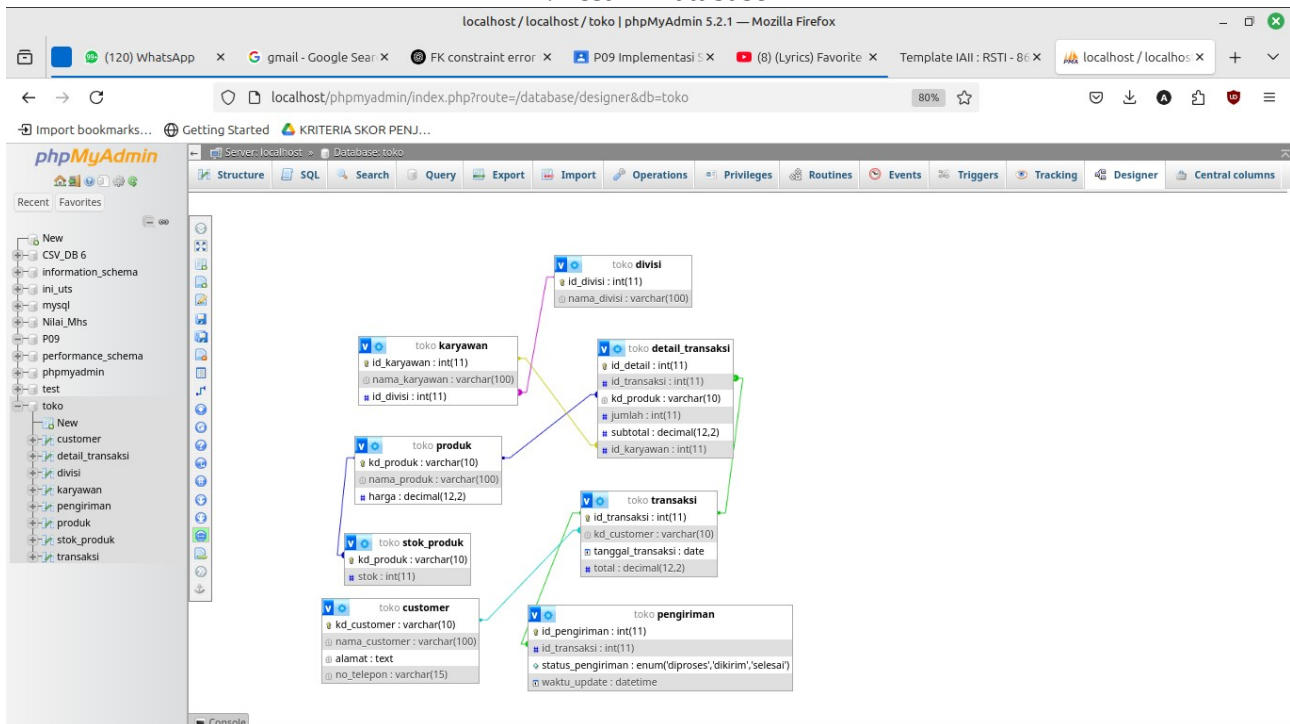 localhost / localhost / toko | phpMyAdmin 5.2.1 — Mozilla Firefox
(120) WhatsApp
gmail - Google Sear
FK constraint error
P09 Implementasi S
(8) (Lyrics) Favorite
Template IAII : RSTI - 86
localhost / localhos
localhost/phpmyadmin/index.php?route=/database/designer&db=toko
80%
Import bookmarks...
Getting Started
KRITERIA SKOR PENJ...
phpMyAdmin
Server: localhost » Database: toko
Structure
SQL
Search
Query
Export
Import
Operations
Privileges
Routines
Events
Triggers
Tracking
Designer
Central columns
Recent
Favorites
New
CSV_DB 6
information_schema
ini_uts
mysql
Nilai_Mhs
P09
performance_schema
phpmyadmin
test
toko
New
customer
detail_transaksi
divisi
karyawan
pengiriman
produk
stok_produk
transaksi
toko divisi
id_divisi : int(11)
nama_divisi : varchar(100)
toko karyawan
id_karyawan : int(11)
nama_karyawan : varchar(100)
id_divisi : int(11)
toko detail_transaksi
id_detail : int(11)
id_transaksi : int(11)
kd_produk : varchar(10)
jumlah : int(11)
subtotal : decimal(12,2)
id_karyawan : int(11)
toko produk
kd_produk : varchar(10)
nama_produk : varchar(100)
harga : decimal(12,2)
toko transaksi
id_transaksi : int(11)
kd_customer : varchar(10)
tanggal_transaksi : date
total : decimal(12,2)
toko stok_produk
kd_produk : varchar(10)
stok : int(11)
toko customer
kd_customer : varchar(10)
nama_customer : varchar(100)
alamat : text
no_telepon : varchar(15)
toko pengiriman
id_pengiriman : int(11)
id_transaksi : int(11)
status_pengiriman : enum('diproses','dikirim','selesai')
waktu_update : datetime
Console